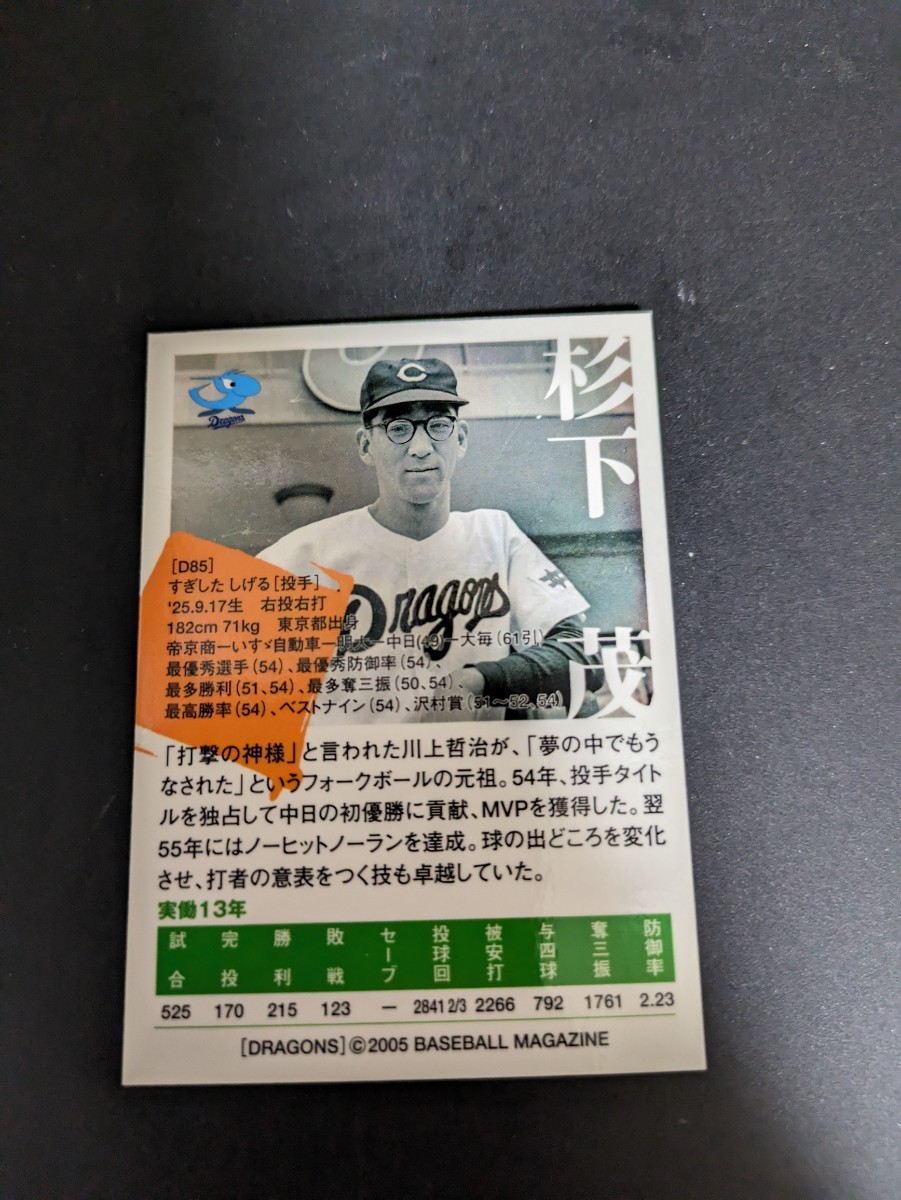 杉下 茂
C
Dragons
Dragons
[D85]
すぎした しげる[投手]
'25.9.17生 右投右打
182cm 71kg 東京都出身
帝京商ーいすゞ自動車ー明大ー中日(49)ー大毎(61引)
最優秀選手(54)、最優秀防御率(54)、
最多勝利(51、54)、最多奪三振(50、54)、
最高勝率(54)、ベストナイン(54)、沢村賞(51〜52、54)
「打撃の神様」と言われた川上哲治が、「夢の中でもう
なされた」というフォークボールの元祖。54年、投手タイト
ルを独占して中日の初優勝に貢献、MVPを獲得した。翌
55年にはノーヒットノーランを達成。球の出どころを変化
させ、打者の意表をつく技も卓越していた。
実働13年
試合 完投 勝利 敗戦 セーブ 投球回 被安打 与四球 奪三振 防御率
525 170 215 123 ー 2841 2/3 2266 792 1761 2.23
[DRAGONS]©2005 BASEBALL MAGAZINE